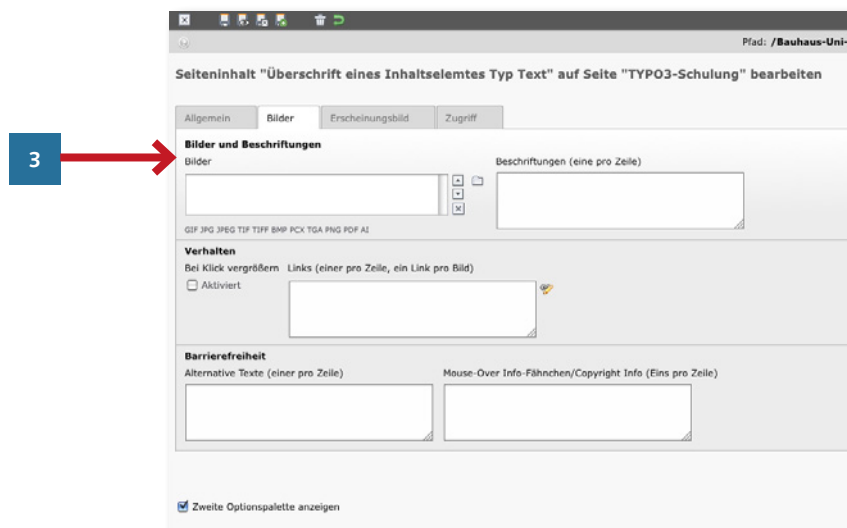 Pfad: /Bauhaus-Uni-
Seiteninhalt "Überschrift eines Inhaltselemtes Typ Text" auf Seite "TYPO3-Schulung" bearbeiten
Allgemein Bilder Erscheinungsbild Zugriff
3
Bilder und Beschriftungen
Bilder Beschriftungen (eine pro Zeile)
GIF JPG JPEG TIF TIFF BMP PCX TGA PNG PDF AI
Verhalten
Bei Klick vergrößern Links (einer pro Zeile, ein Link pro Bild)
Aktiviert
Barrierefreiheit
Alternative Texte (einer pro Zeile) Mouse-Over Info-Fähnchen/Copyright Info (Eins pro Zeile)
Zweite Optionspalette anzeigen